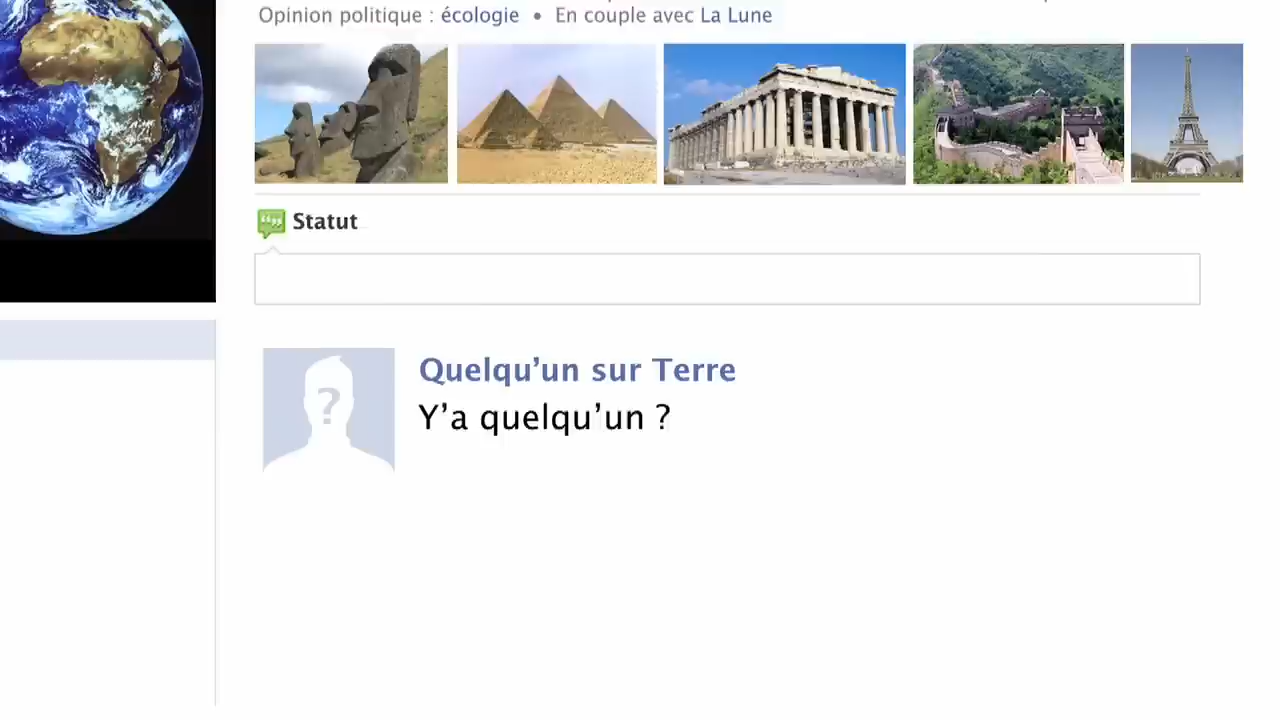 Opinion politique : écologie • En couple avec La Lune
Statut
Quelqu’un sur Terre
?
Y’a quelqu’un ?